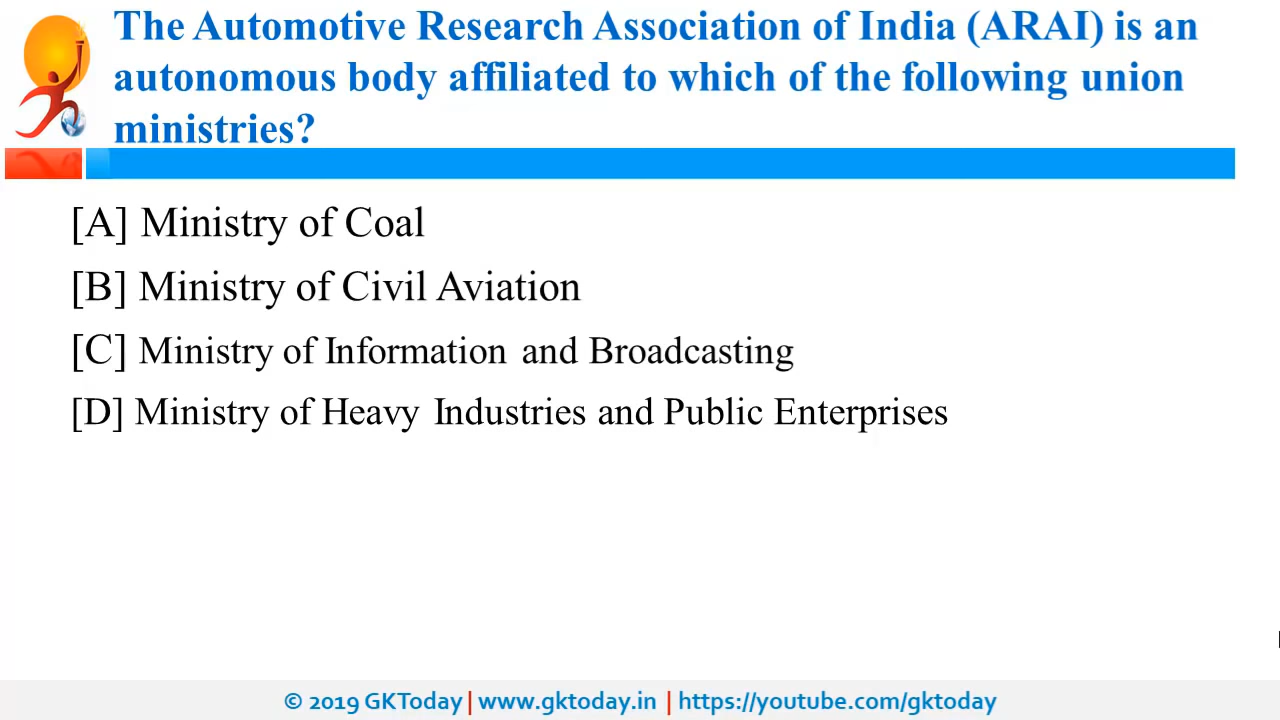 The Automotive Research Association of India (ARAI) is an
autonomous body affiliated to which of the following union
ministries?
[A] Ministry of Coal
[B] Ministry of Civil Aviation
[C] Ministry of Information and Broadcasting
[D] Ministry of Heavy Industries and Public Enterprises
© 2019 GKToday | www.gktoday.in | https://youtube.com/gktoday